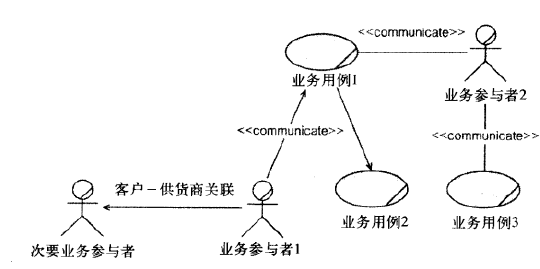 <<communicate>>
业务用例1
业务参与者2
<<communicate>>
<<communicate>>
客户-供货商关联
业务用例2
业务用例3
次要业务参与者
业务参与者1